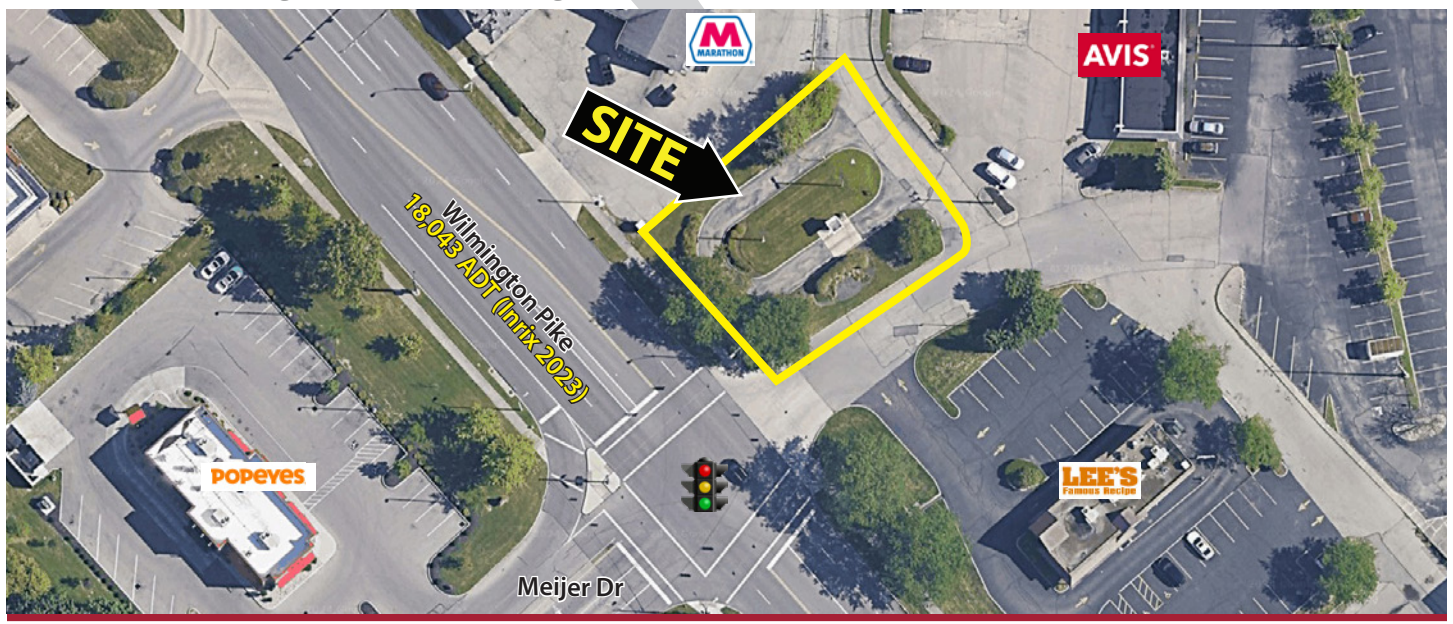 MARATHON
AVIS
SITE
Wilmington Pike
18,043 ADT (Inrix 2023)
POPEYES
LEE'S
Famous Recipe
Meijer Dr